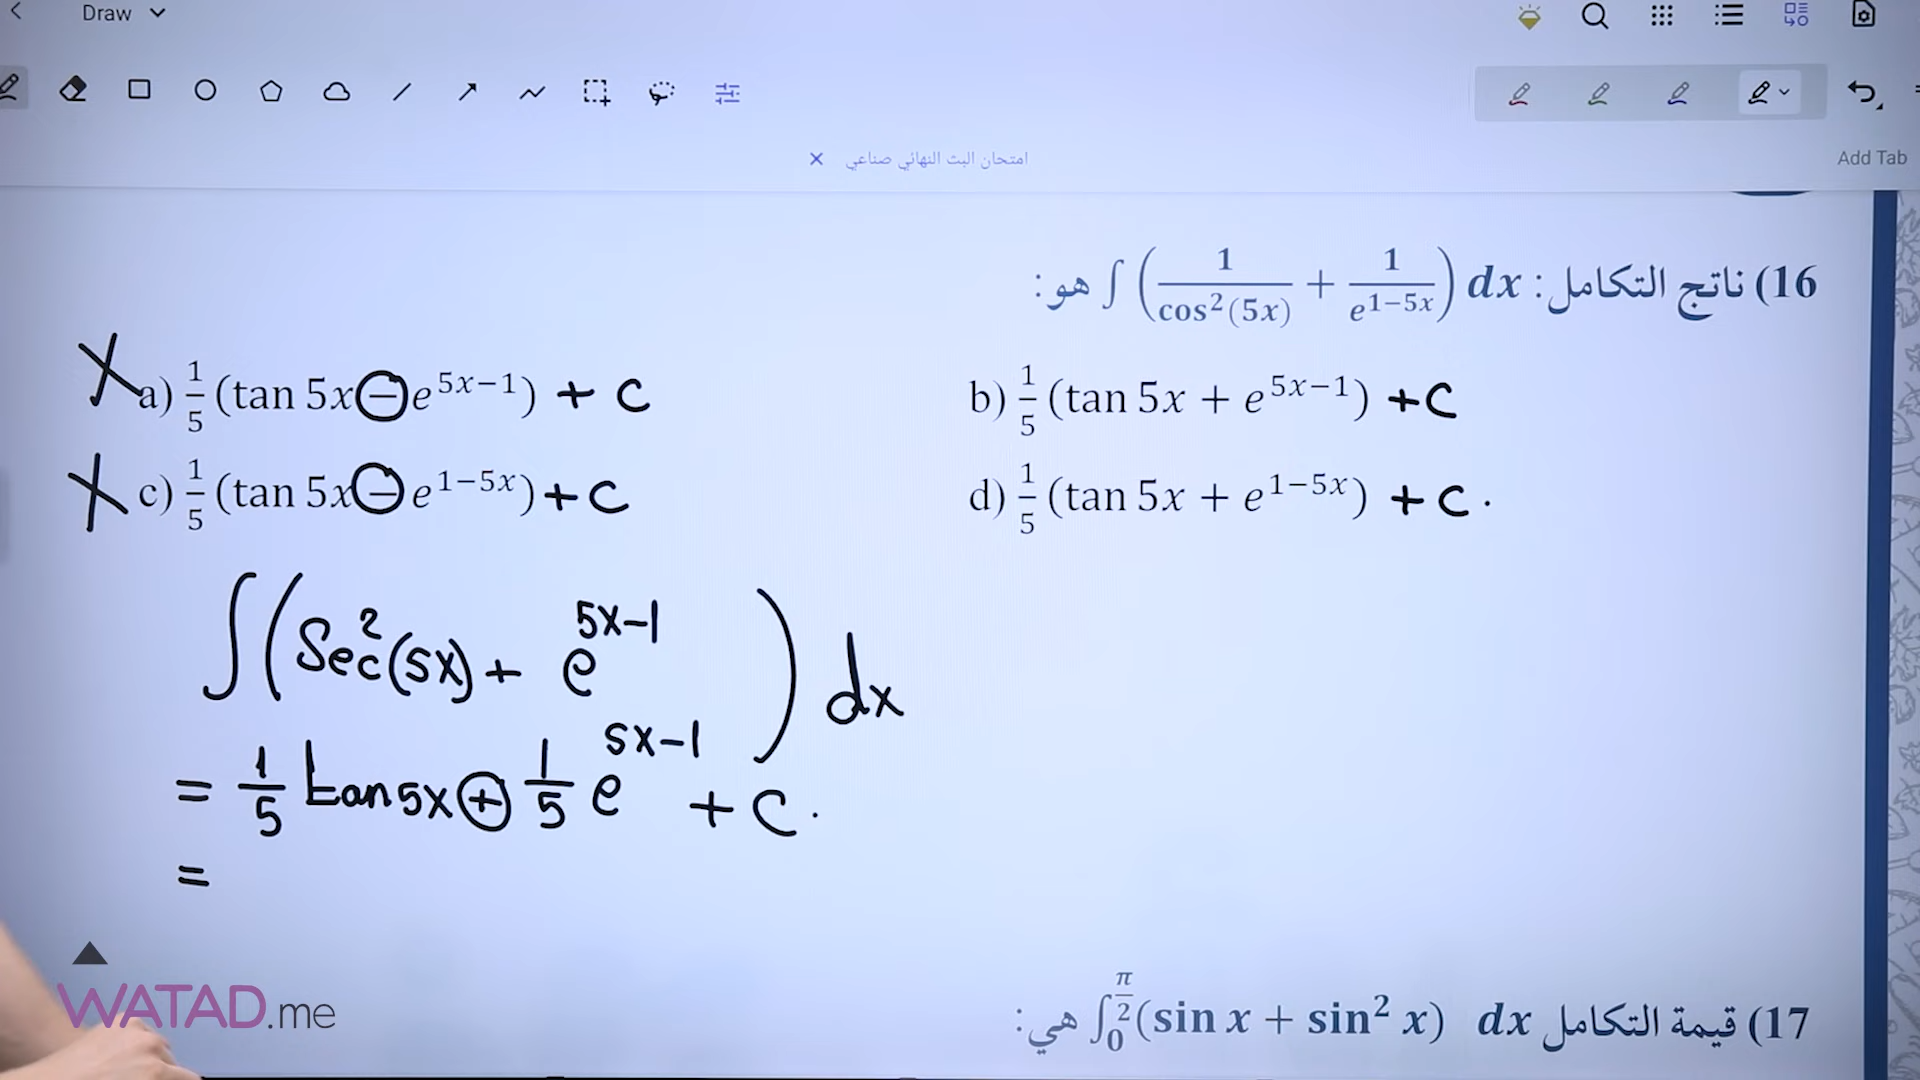 Draw
امتحان البث النهائي صناعي
Add Tab
16) ناتج التكامل: ∫ (1/cos²(5x) + 1/e^{1−5x}) dx هو:
X a) 1/5 (tan 5x − e^{5x−1}) + C
b) 1/5 (tan 5x + e^{5x−1}) + C
X c) 1/5 (tan 5x − e^{1−5x}) + C
d) 1/5 (tan 5x + e^{1−5x}) + C .
∫ (Sec²(5x) + e^{5x−1}) dx
= 1/5 tan 5x + 1/5 e^{5x−1} + C .
=
WATAD.me
17) قيمة التكامل ∫_0^{π/2} (sin x + sin² x) dx هي: